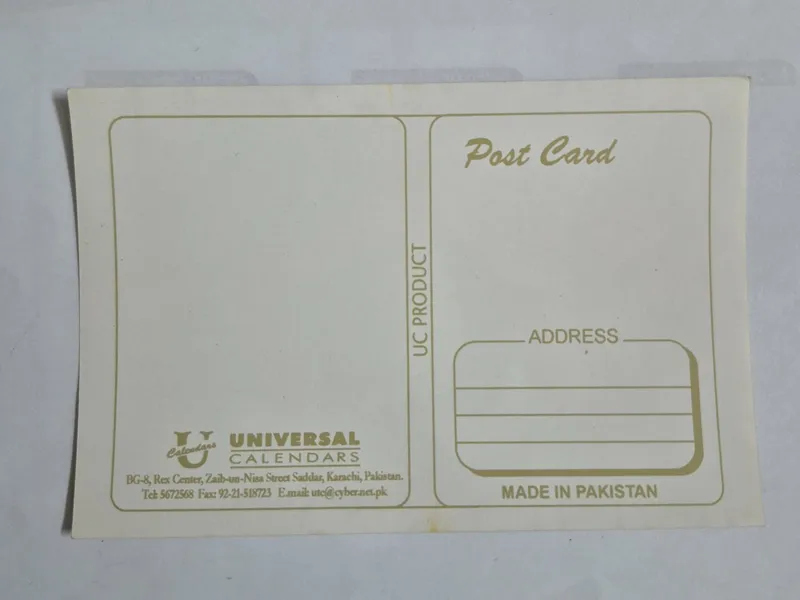 Post Card
UC PRODUCT
ADDRESS
U
Calendars
UNIVERSAL
CALENDARS
BG-8, Rex Center, Zaib-un-Nisa Street Saddar, Karachi, Pakistan.
Tel: 5672568 Fax: 92-21-518723 E.mail: utc@cyber.net.pk
MADE IN PAKISTAN